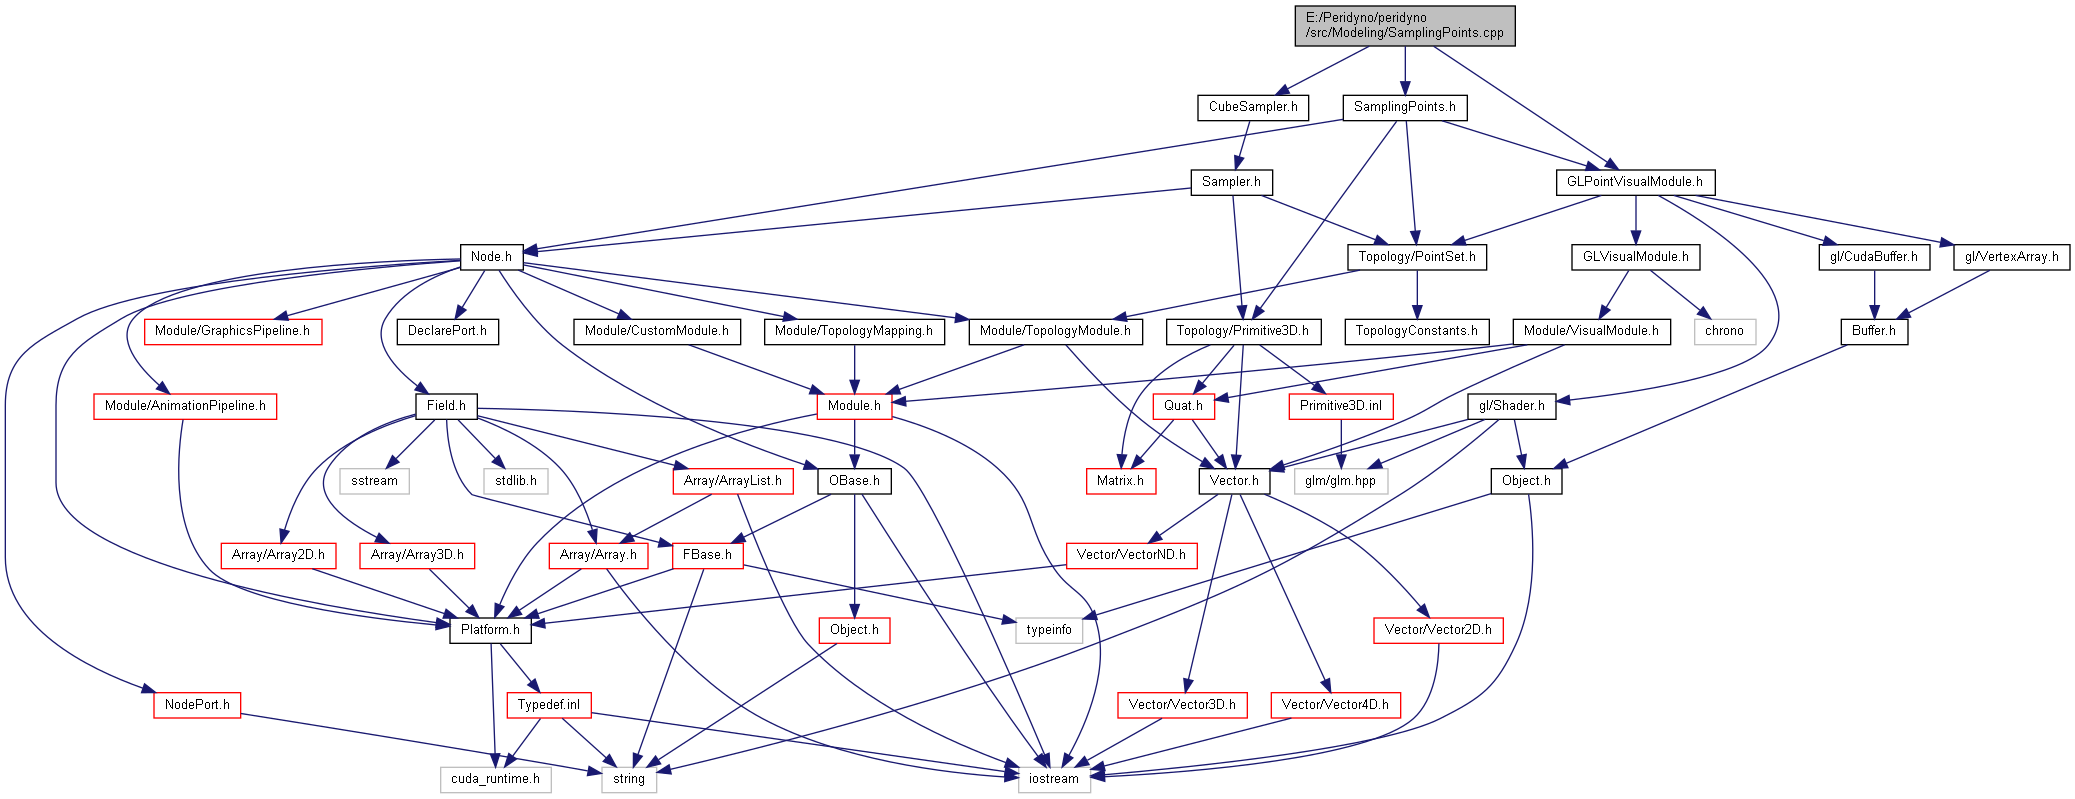 E:/Peridyno/peridyno
/src/Modeling/SamplingPoints.cpp
CubeSampler.h
SamplingPoints.h
Sampler.h
GLPointVisualModule.h
Node.h
Topology/PointSet.h
GLVisualModule.h
gl/CudaBuffer.h
gl/VertexArray.h
Module/GraphicsPipeline.h
DeclarePort.h
Module/CustomModule.h
Module/TopologyMapping.h
Module/TopologyModule.h
Topology/Primitive3D.h
TopologyConstants.h
Module/VisualModule.h
chrono
Buffer.h
Module/AnimationPipeline.h
Field.h
Module.h
Quat.h
Primitive3D.inl
gl/Shader.h
sstream
stdlib.h
Array/ArrayList.h
OBase.h
Matrix.h
Vector.h
glm/glm.hpp
Object.h
Array/Array2D.h
Array/Array3D.h
Array/Array.h
FBase.h
Vector/VectorND.h
Platform.h
Object.h
typeinfo
Vector/Vector2D.h
NodePort.h
Typedef.inl
Vector/Vector3D.h
Vector/Vector4D.h
cuda_runtime.h
string
iostream